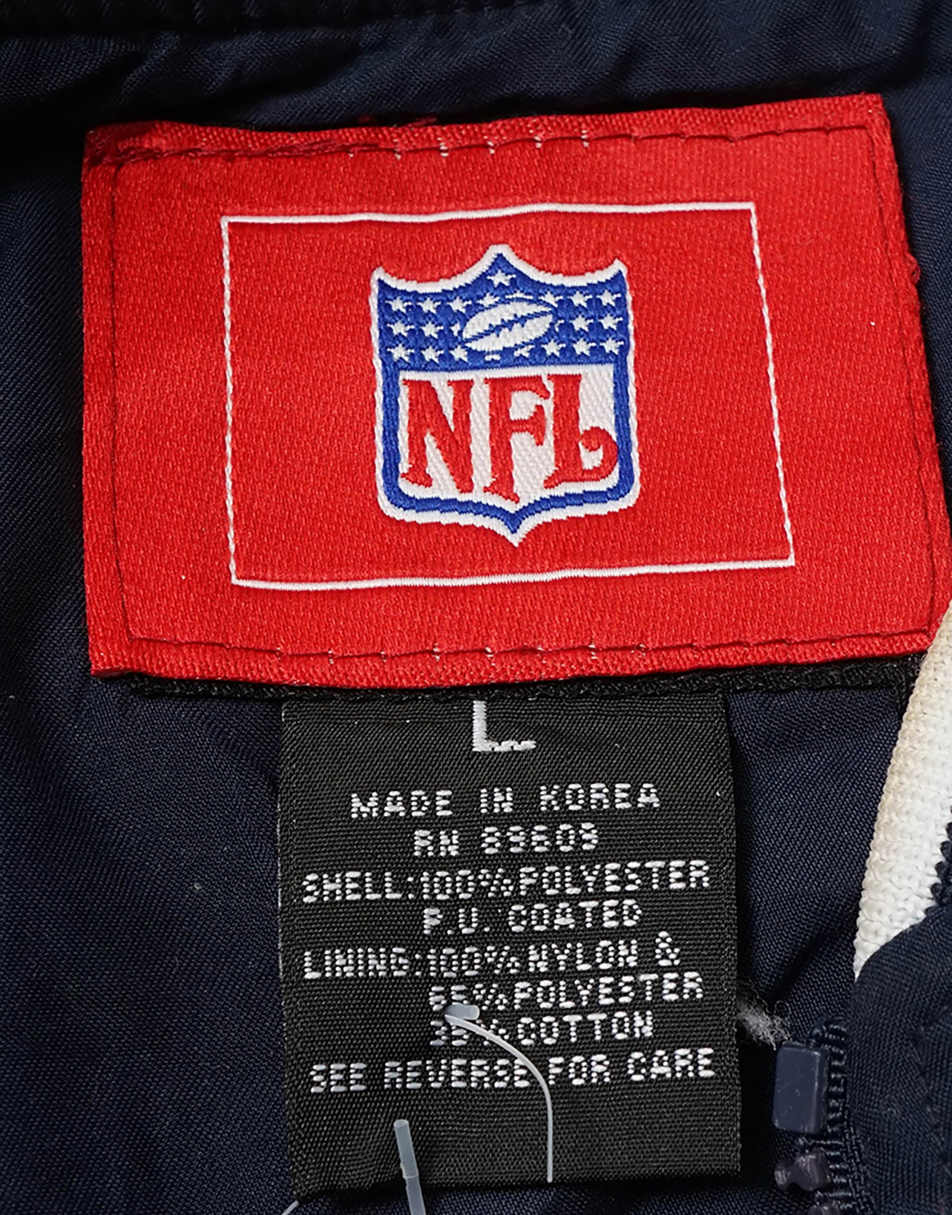 NFL
L
MADE IN KOREA
RN 89609
SHELL:100%POLYESTER
P.U. COATED
LINING:100%NYLON &
65%POLYESTER
35% COTTON
SEE REVERSE FOR CARE